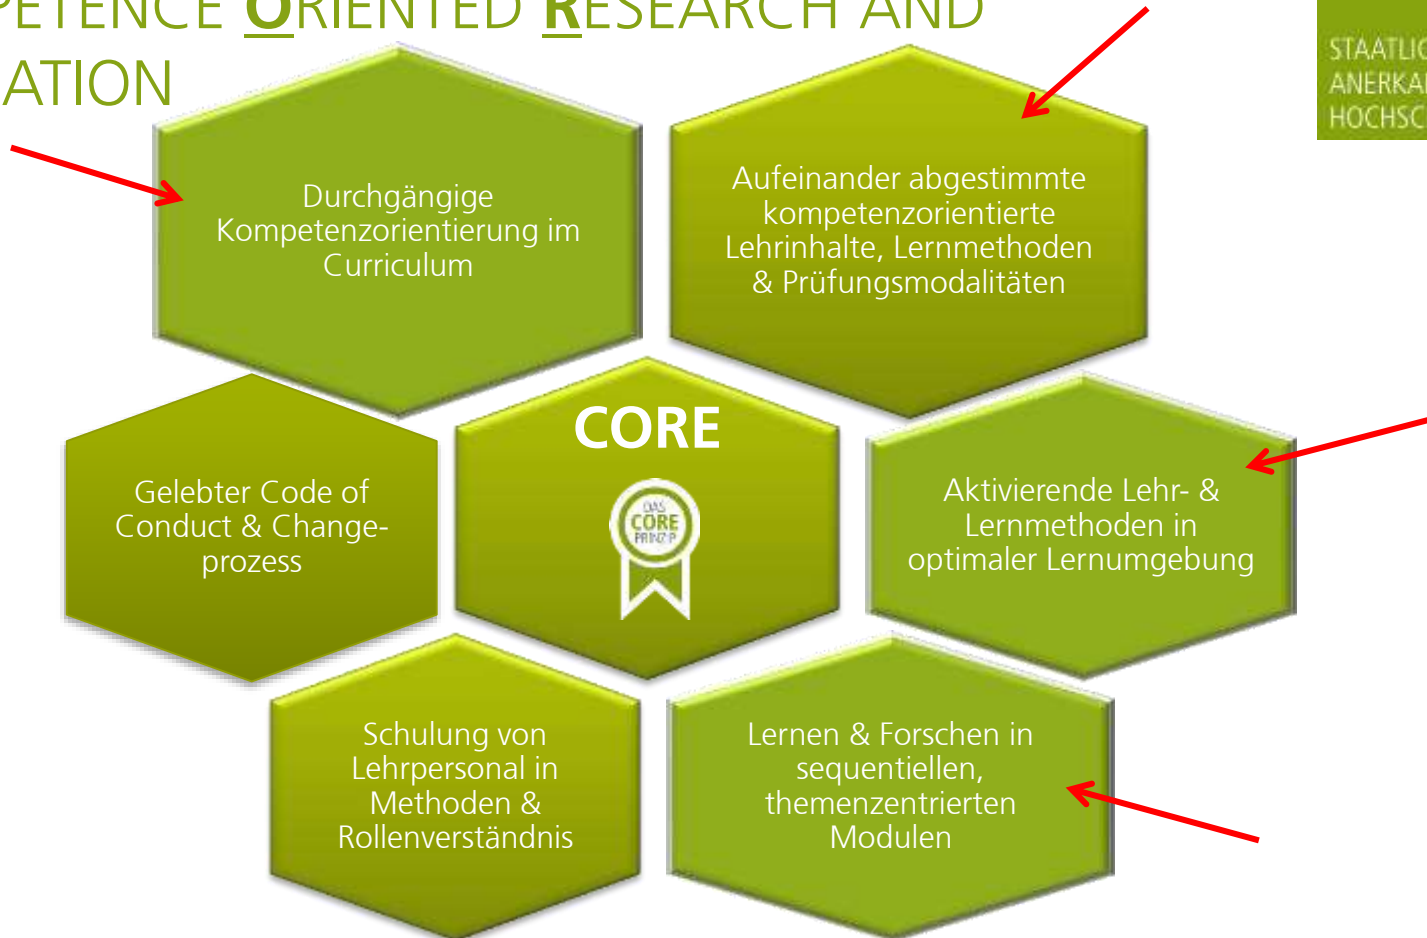 PETENCE ORIENTED RESEARCH AND
ATION
STAATLIC
ANERKA
HOCHSC
Durchgängige
Kompetenzorientierung im
Curriculum
Aufeinander abgestimmte
kompetenzorientierte
Lehrinhalte, Lernmethoden
& Prüfungsmodalitäten
Gelebter Code of
Conduct & Change-
prozess
CORE
DAS
CORE
PRINZIP
Aktivierende Lehr- &
Lernmethoden in
optimaler Lernumgebung
Schulung von
Lehrpersonal in
Methoden &
Rollenverständnis
Lernen & Forschen in
sequentiellen,
themenzentrierten
Modulen